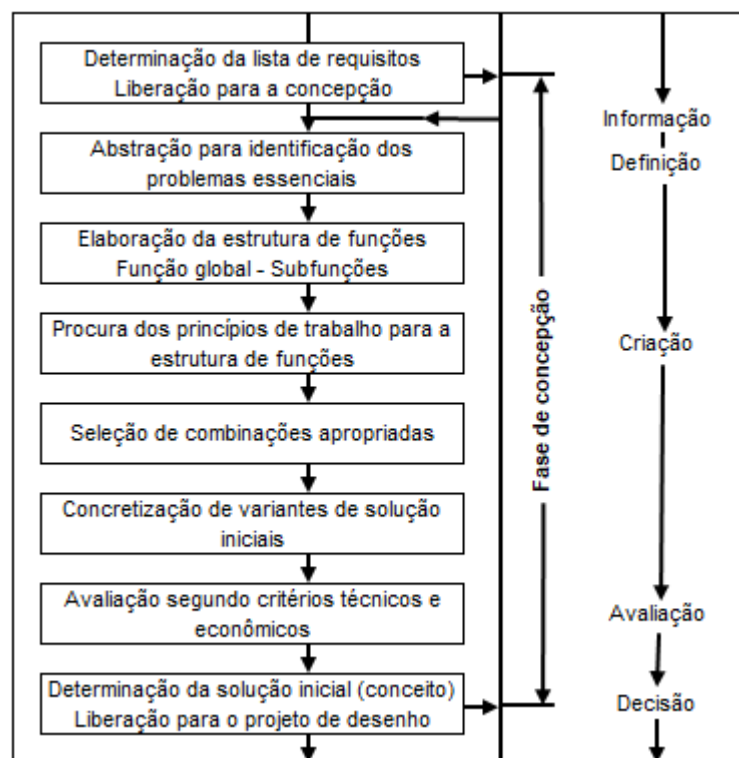 Determinação da lista de requisitos
Liberação para a concepção
Abstração para identificação dos
problemas essenciais
Elaboração da estrutura de funções
Função global - Subfunções
Procura dos princípios de trabalho para a
estrutura de funções
Seleção de combinações apropriadas
Concretização de variantes de solução
iniciais
Avaliação segundo critérios técnicos e
econômicos
Determinação da solução inicial (conceito)
Liberação para o projeto de desenho
Fase de concepção
Informação
Definição
Criação
Avaliação
Decisão